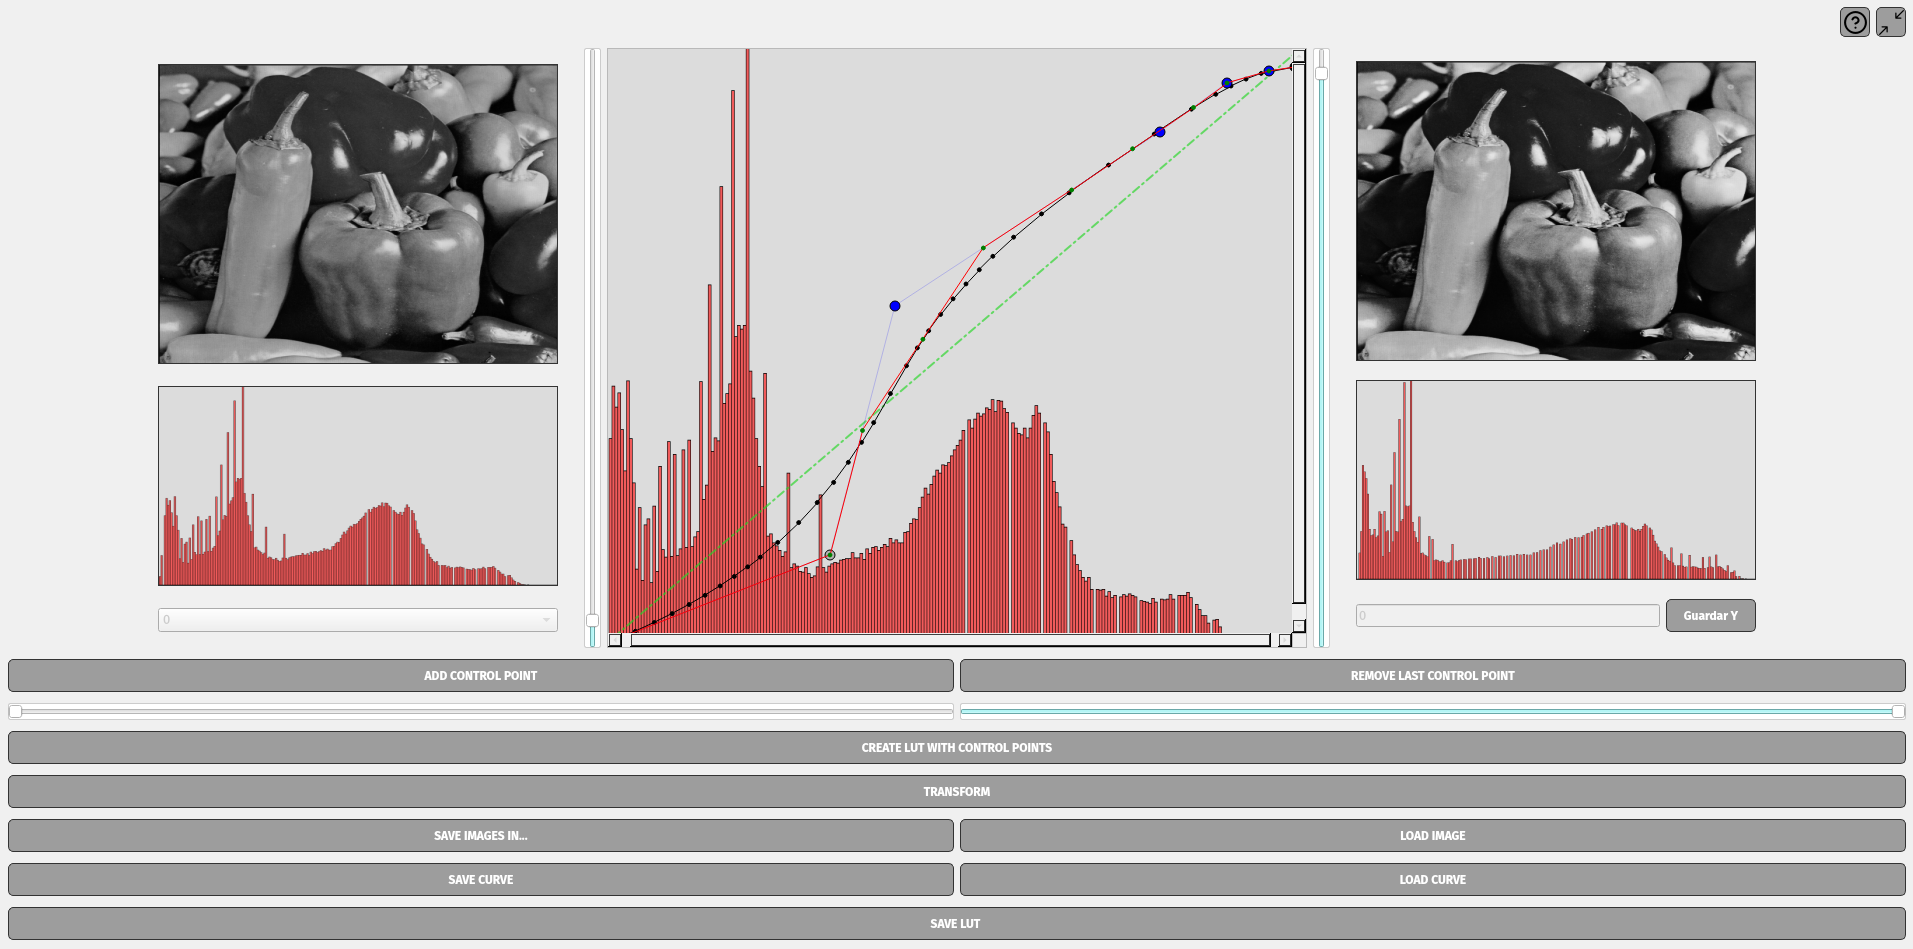 0
0
Guardar Y
ADD CONTROL POINT
REMOVE LAST CONTROL POINT
CREATE LUT WITH CONTROL POINTS
TRANSFORM
SAVE IMAGES IN...
LOAD IMAGE
SAVE CURVE
LOAD CURVE
SAVE LUT